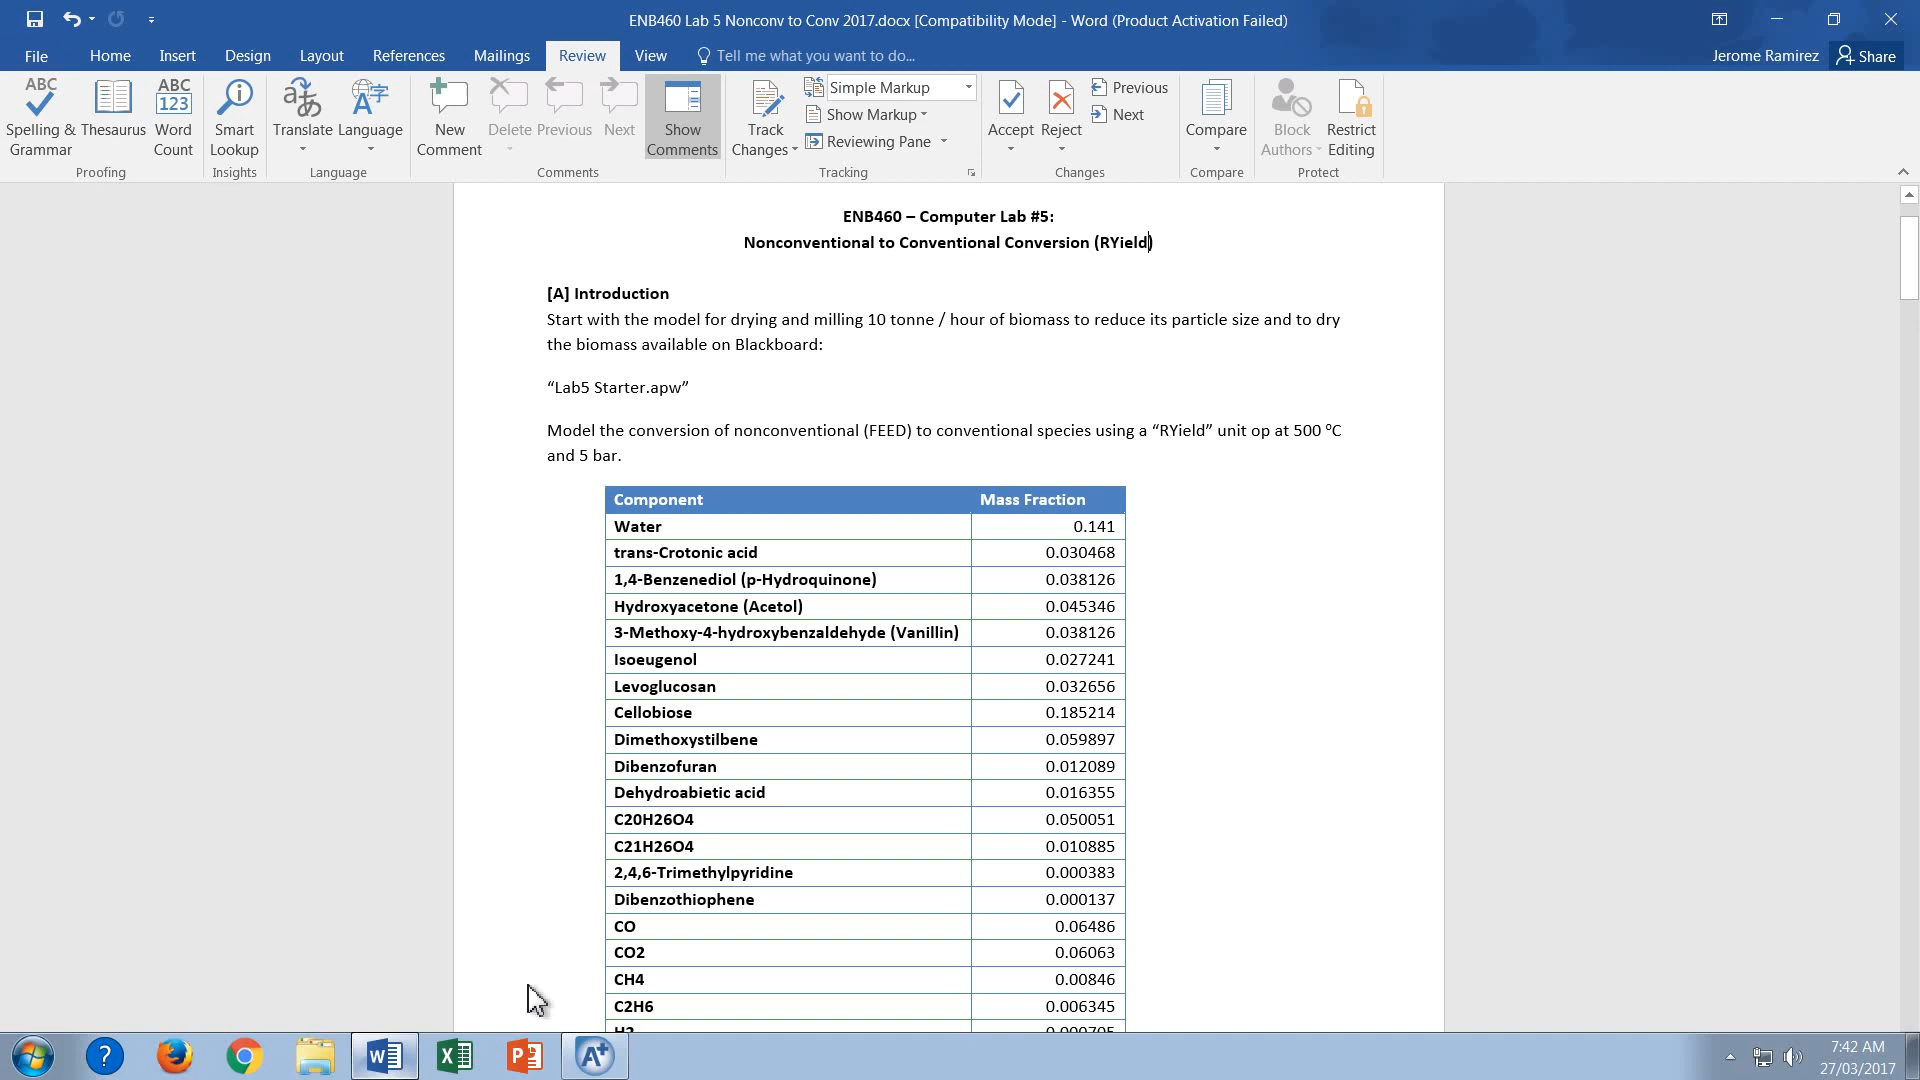 ENB460 Lab 5 Nonconv to Conv 2017.docx [Compatibility Mode] - Word (Product Activation Failed)
File Home Insert Design Layout References Mailings Review View Tell me what you want to do... Jerome Ramirez Share
ABC
Spelling & Grammar
Thesaurus
ABC 123
Word Count
Proofing
Smart Lookup
Insights
Translate
Language
Language
New Comment
Delete
Previous
Next
Show Comments
Comments
Track Changes
Simple Markup
Show Markup
Reviewing Pane
Tracking
Accept
Reject
Previous
Next
Changes
Compare
Compare
Block Authors
Restrict Editing
Protect
ENB460 – Computer Lab #5:
Nonconventional to Conventional Conversion (RYield)
[A] Introduction
Start with the model for drying and milling 10 tonne / hour of biomass to reduce its particle size and to dry
the biomass available on Blackboard:
“Lab5 Starter.apw”
Model the conversion of nonconventional (FEED) to conventional species using a “RYield” unit op at 500 °C
and 5 bar.
Component Mass Fraction
Water 0.141
trans-Crotonic acid 0.030468
1,4-Benzenediol (p-Hydroquinone) 0.038126
Hydroxyacetone (Acetol) 0.045346
3-Methoxy-4-hydroxybenzaldehyde (Vanillin) 0.038126
Isoeugenol 0.027241
Levoglucosan 0.032656
Cellobiose 0.185214
Dimethoxystilbene 0.059897
Dibenzofuran 0.012089
Dehydroabietic acid 0.016355
C20H26O4 0.050051
C21H26O4 0.010885
2,4,6-Trimethylpyridine 0.000383
Dibenzothiophene 0.000137
CO 0.06486
CO2 0.06063
CH4 0.00846
C2H6 0.006345
H2 0.000705
7:42 AM
27/03/2017